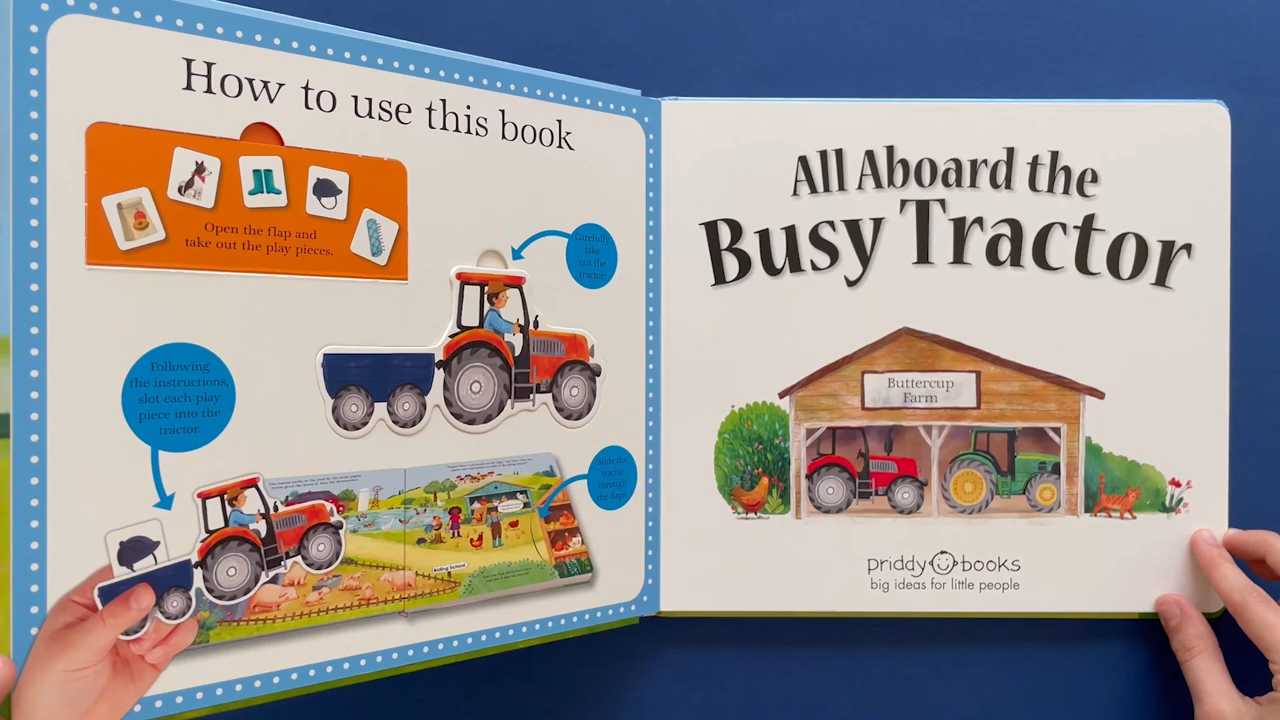 How to use this book
Open the flap and
take out the play pieces.
Carefully
take
out the
tractor.
Following
the instructions,
slot each play
piece into the
tractor.
Slide the
tractor
through
the flaps.
Riding School
All Aboard the
Busy Tractor
Buttercup
Farm
priddy books
big ideas for little people